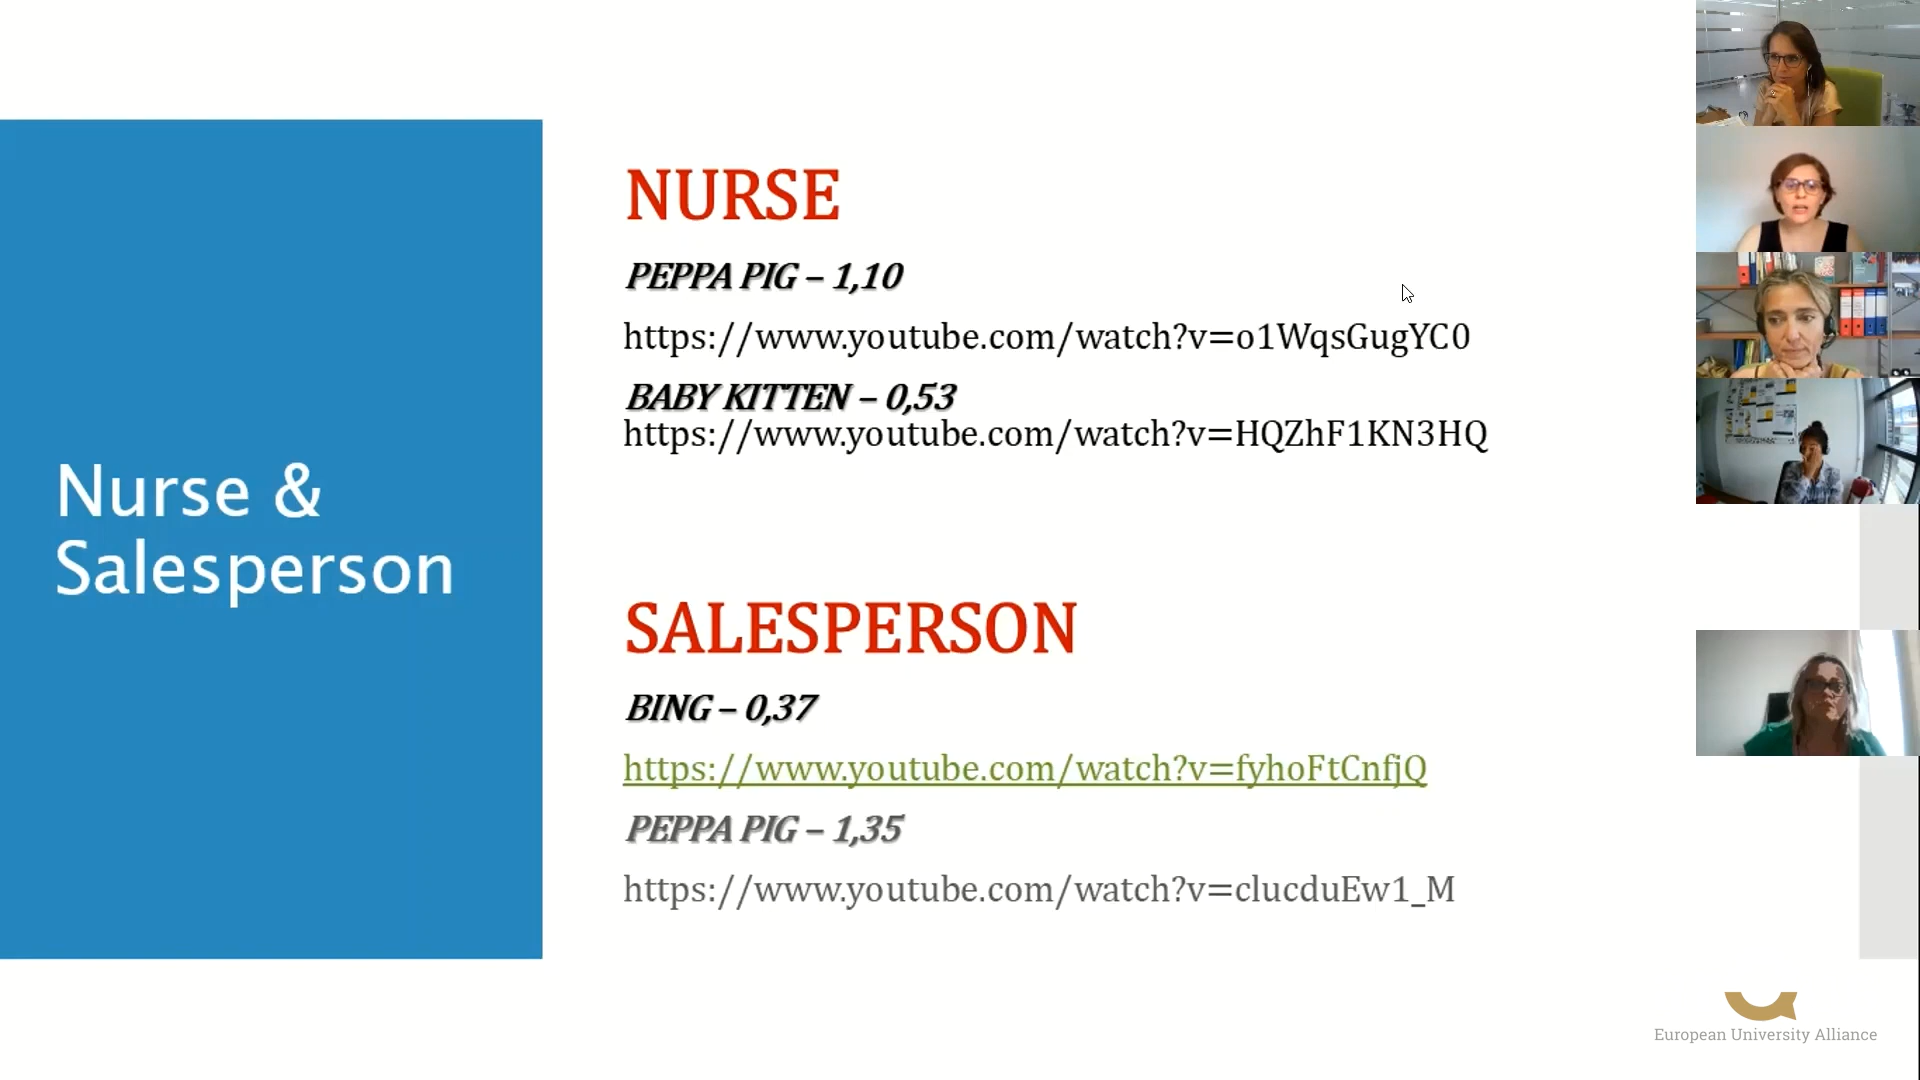 Nurse &
Salesperson
NURSE
PEPPA PIG – 1,10
https://www.youtube.com/watch?v=o1WqsGugYC0
BABY KITTEN – 0,53
https://www.youtube.com/watch?v=HQZhF1KN3HQ
SALESPERSON
BING – 0,37
https://www.youtube.com/watch?v=fyhoFtCnfjQ
PEPPA PIG – 1,35
https://www.youtube.com/watch?v=clucduEw1_M
European University Alliance